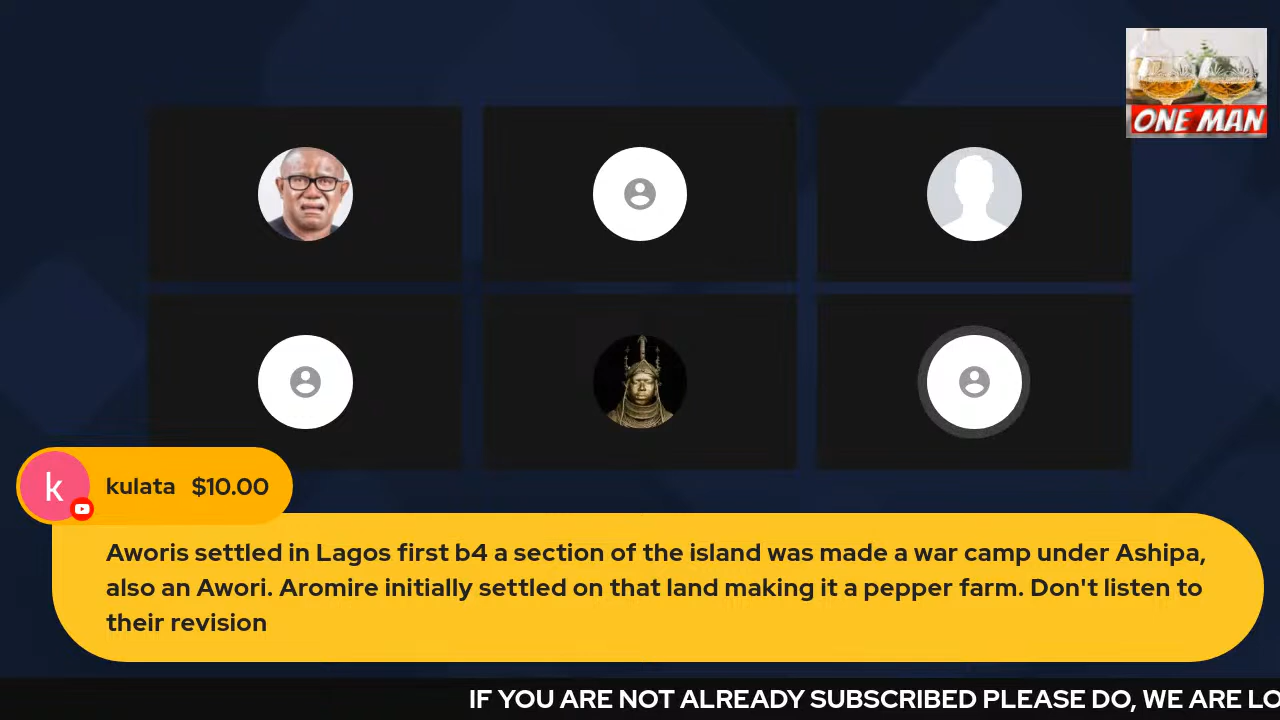 ONE MAN
k
kulata $10.00
Aworis settled in Lagos first b4 a section of the island was made a war camp under Ashipa,
also an Awori. Aromire initially settled on that land making it a pepper farm. Don't listen to
their revision
IF YOU ARE NOT ALREADY SUBSCRIBED PLEASE DO, WE ARE LO